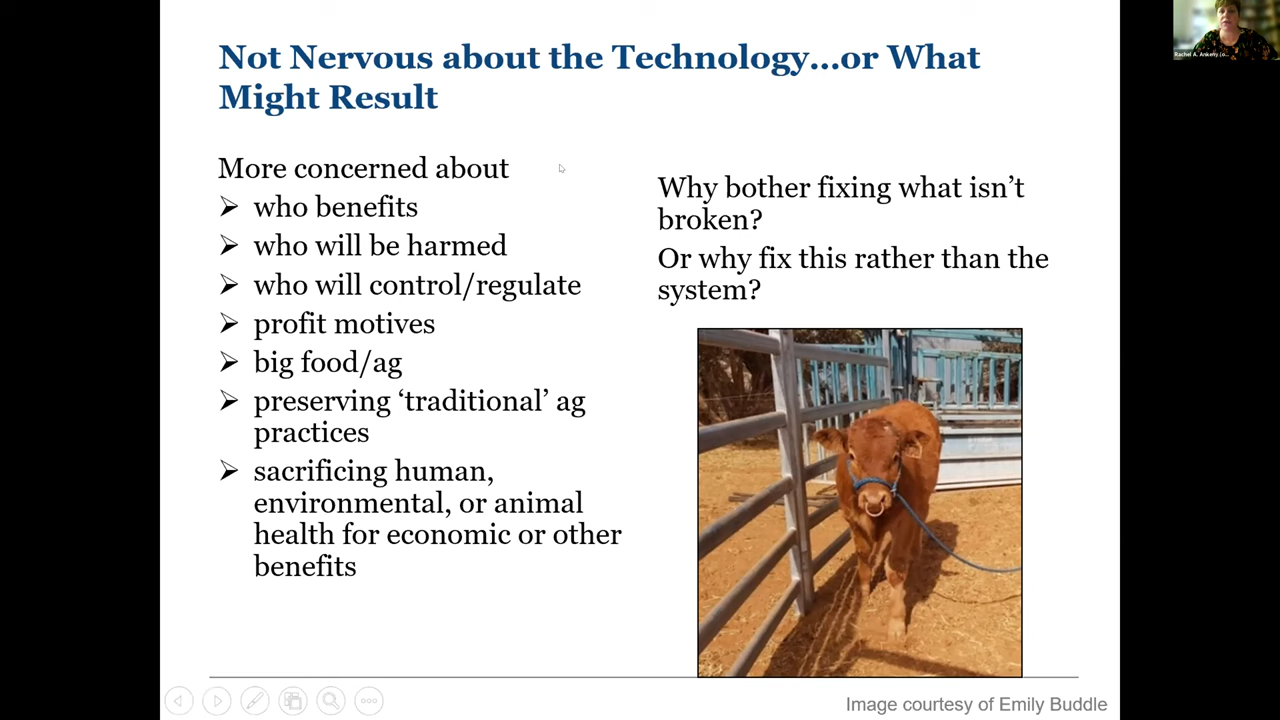 Not Nervous about the Technology...or What
Might Result
More concerned about
➢ who benefits
➢ who will be harmed
➢ who will control/regulate
➢ profit motives
➢ big food/ag
➢ preserving ‘traditional’ ag
practices
➢ sacrificing human,
environmental, or animal
health for economic or other
benefits
Why bother fixing what isn’t
broken?
Or why fix this rather than the
system?
Image courtesy of Emily Buddle
Rachel A. Ankeny